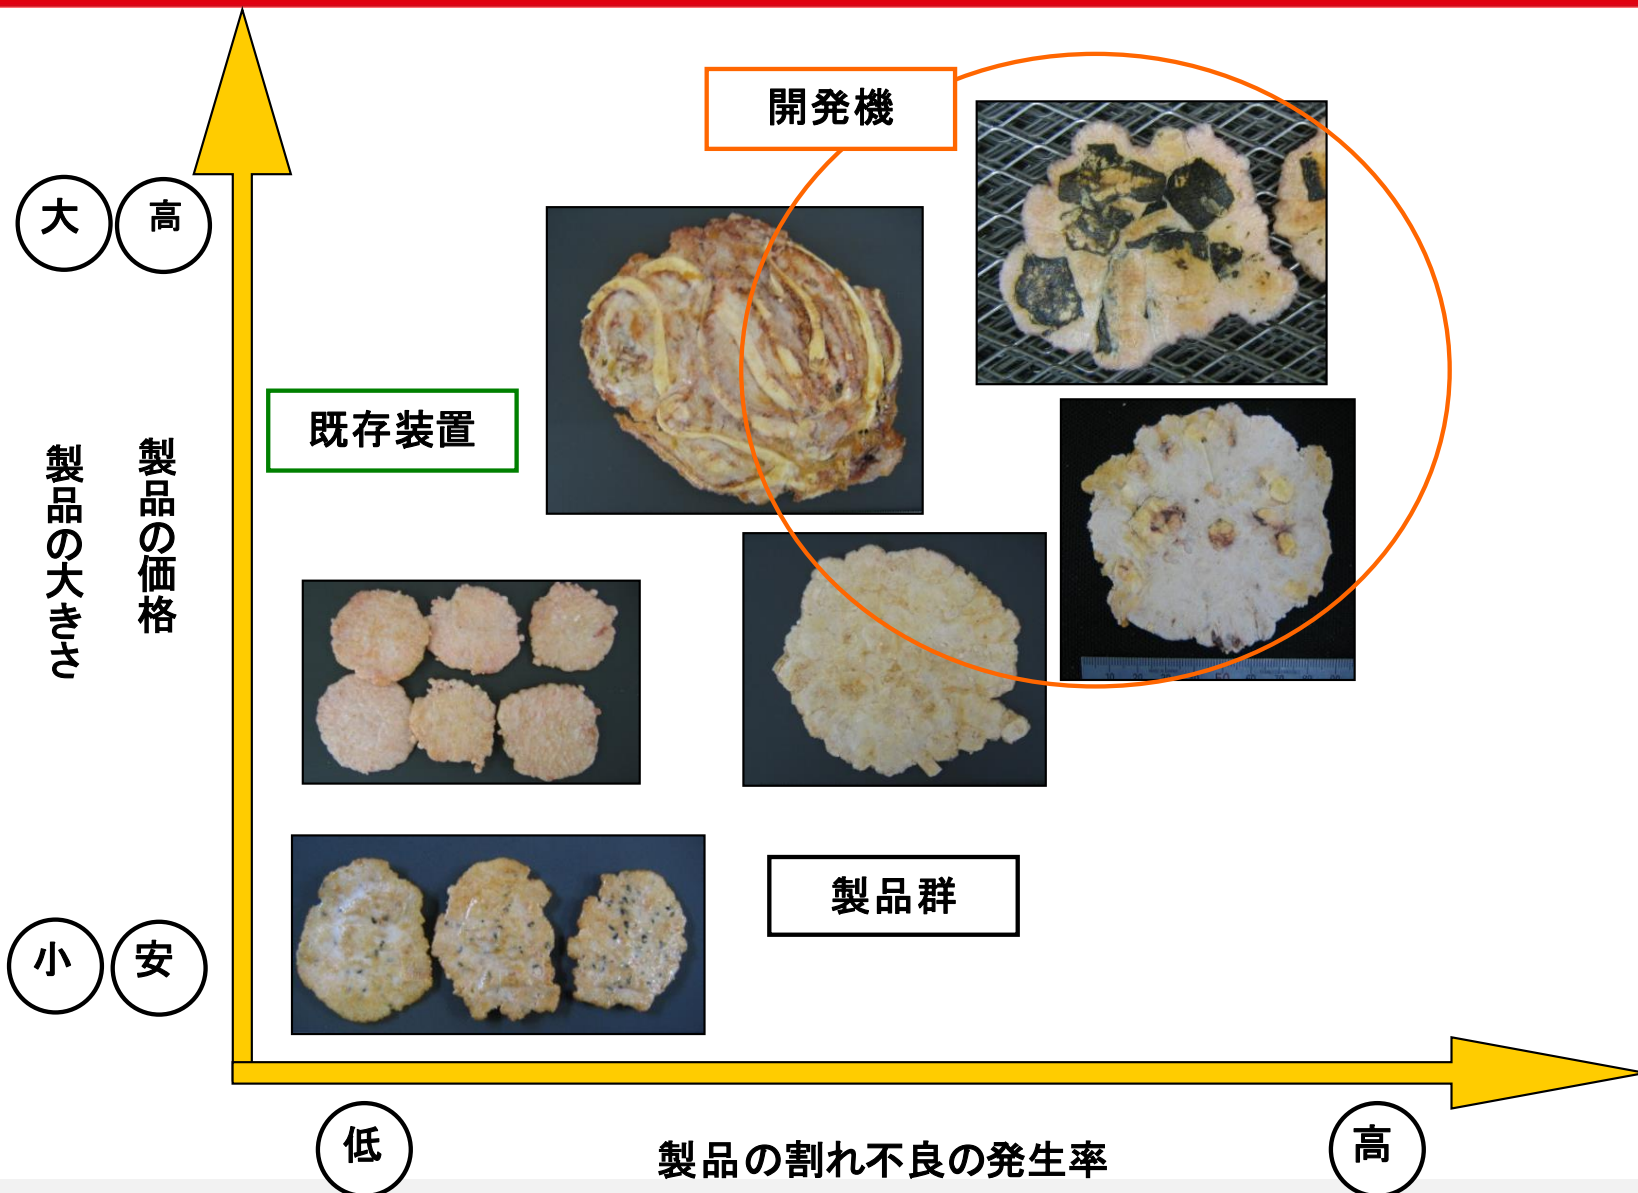 開発機
大
高
既存装置
製品の大きさ
製品の価格
製品群
小
安
低
製品の割れ不良の発生率
高